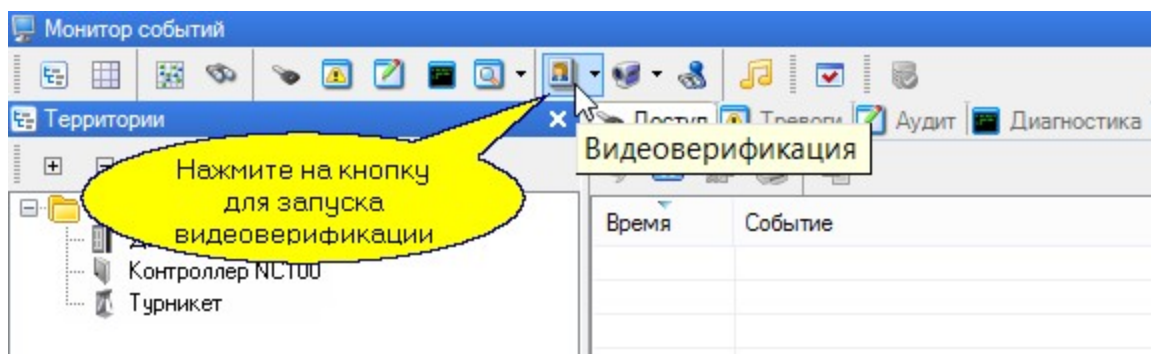 Монитор событий
Территории
Доступ Тревоги Аудит Диагностика
Видеоверификация
Нажмите на кнопку
для запуска
видеоверификации
Время Событие
Контроллер NC100
Турникет